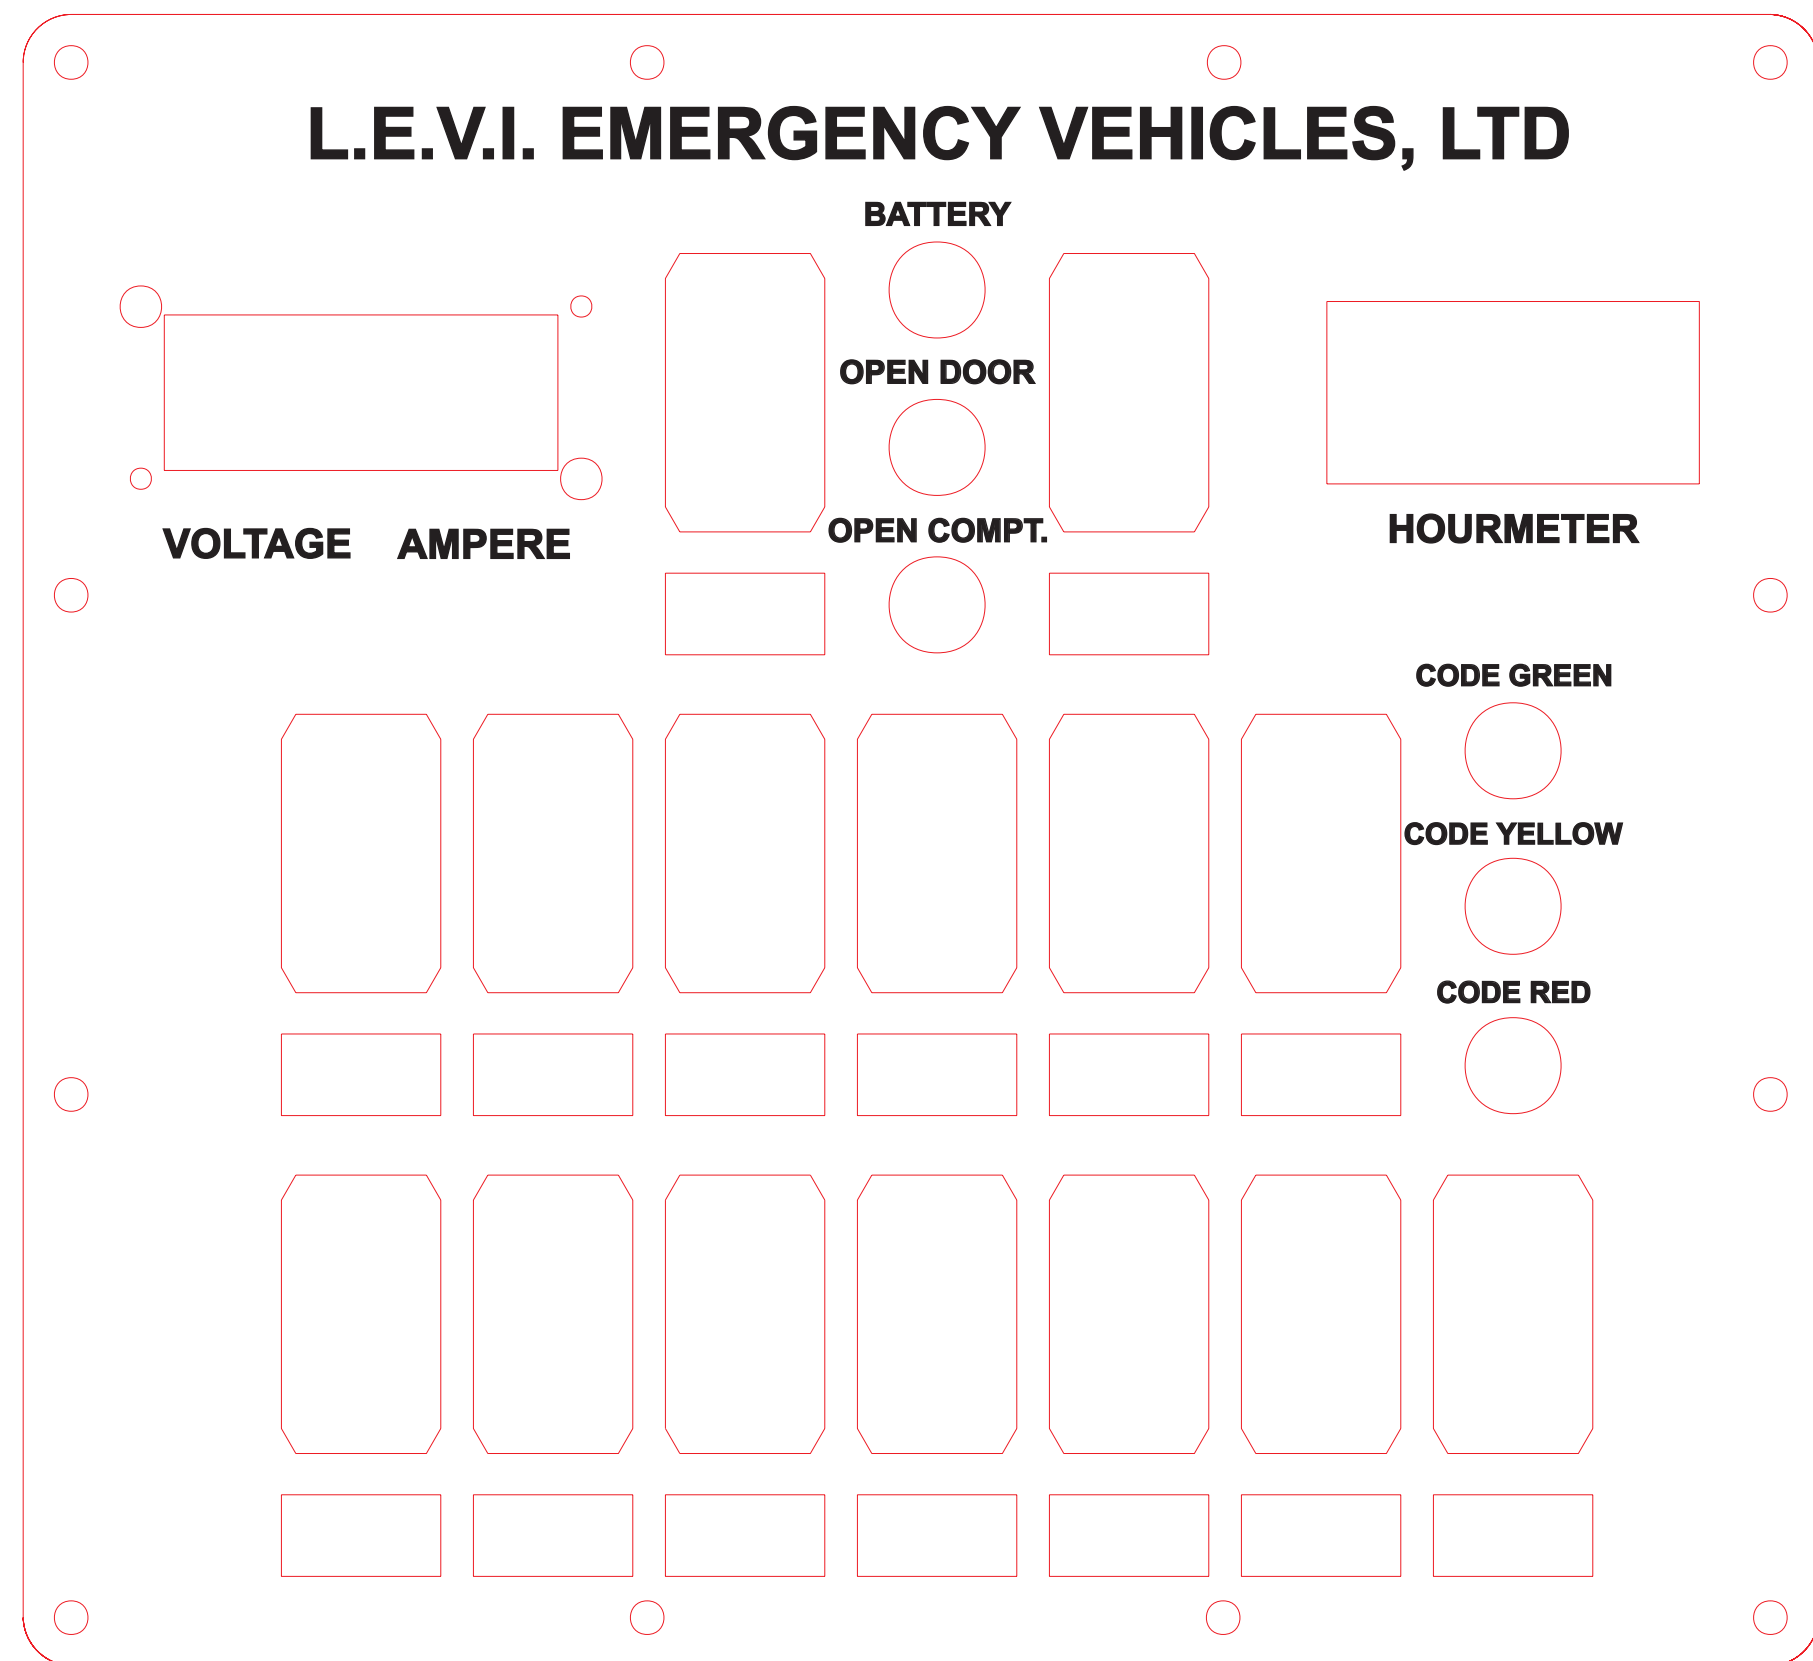 L.E.V.I. EMERGENCY VEHICLES, LTD
BATTERY
OPEN DOOR
OPEN COMPT.
VOLTAGE AMPERE
HOURMETER
CODE GREEN
CODE YELLOW
CODE RED